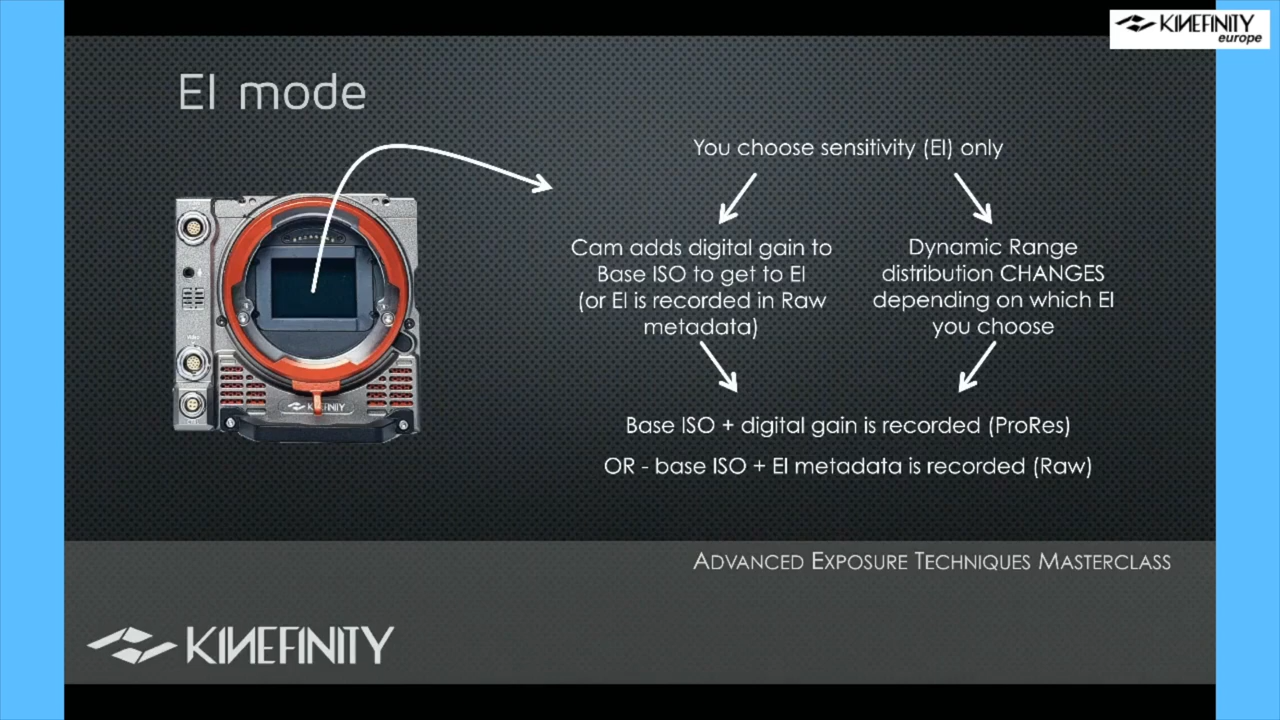 KINEFINITY
europe
EI mode
You choose sensitivity (EI) only
Cam adds digital gain to
Base ISO to get to EI
(or EI is recorded in Raw
metadata)
Dynamic Range
distribution CHANGES
depending on which EI
you choose
KINEFINITY
Base ISO + digital gain is recorded (ProRes)
OR - base ISO + EI metadata is recorded (Raw)
Advanced Exposure Techniques Masterclass
KINEFINITY